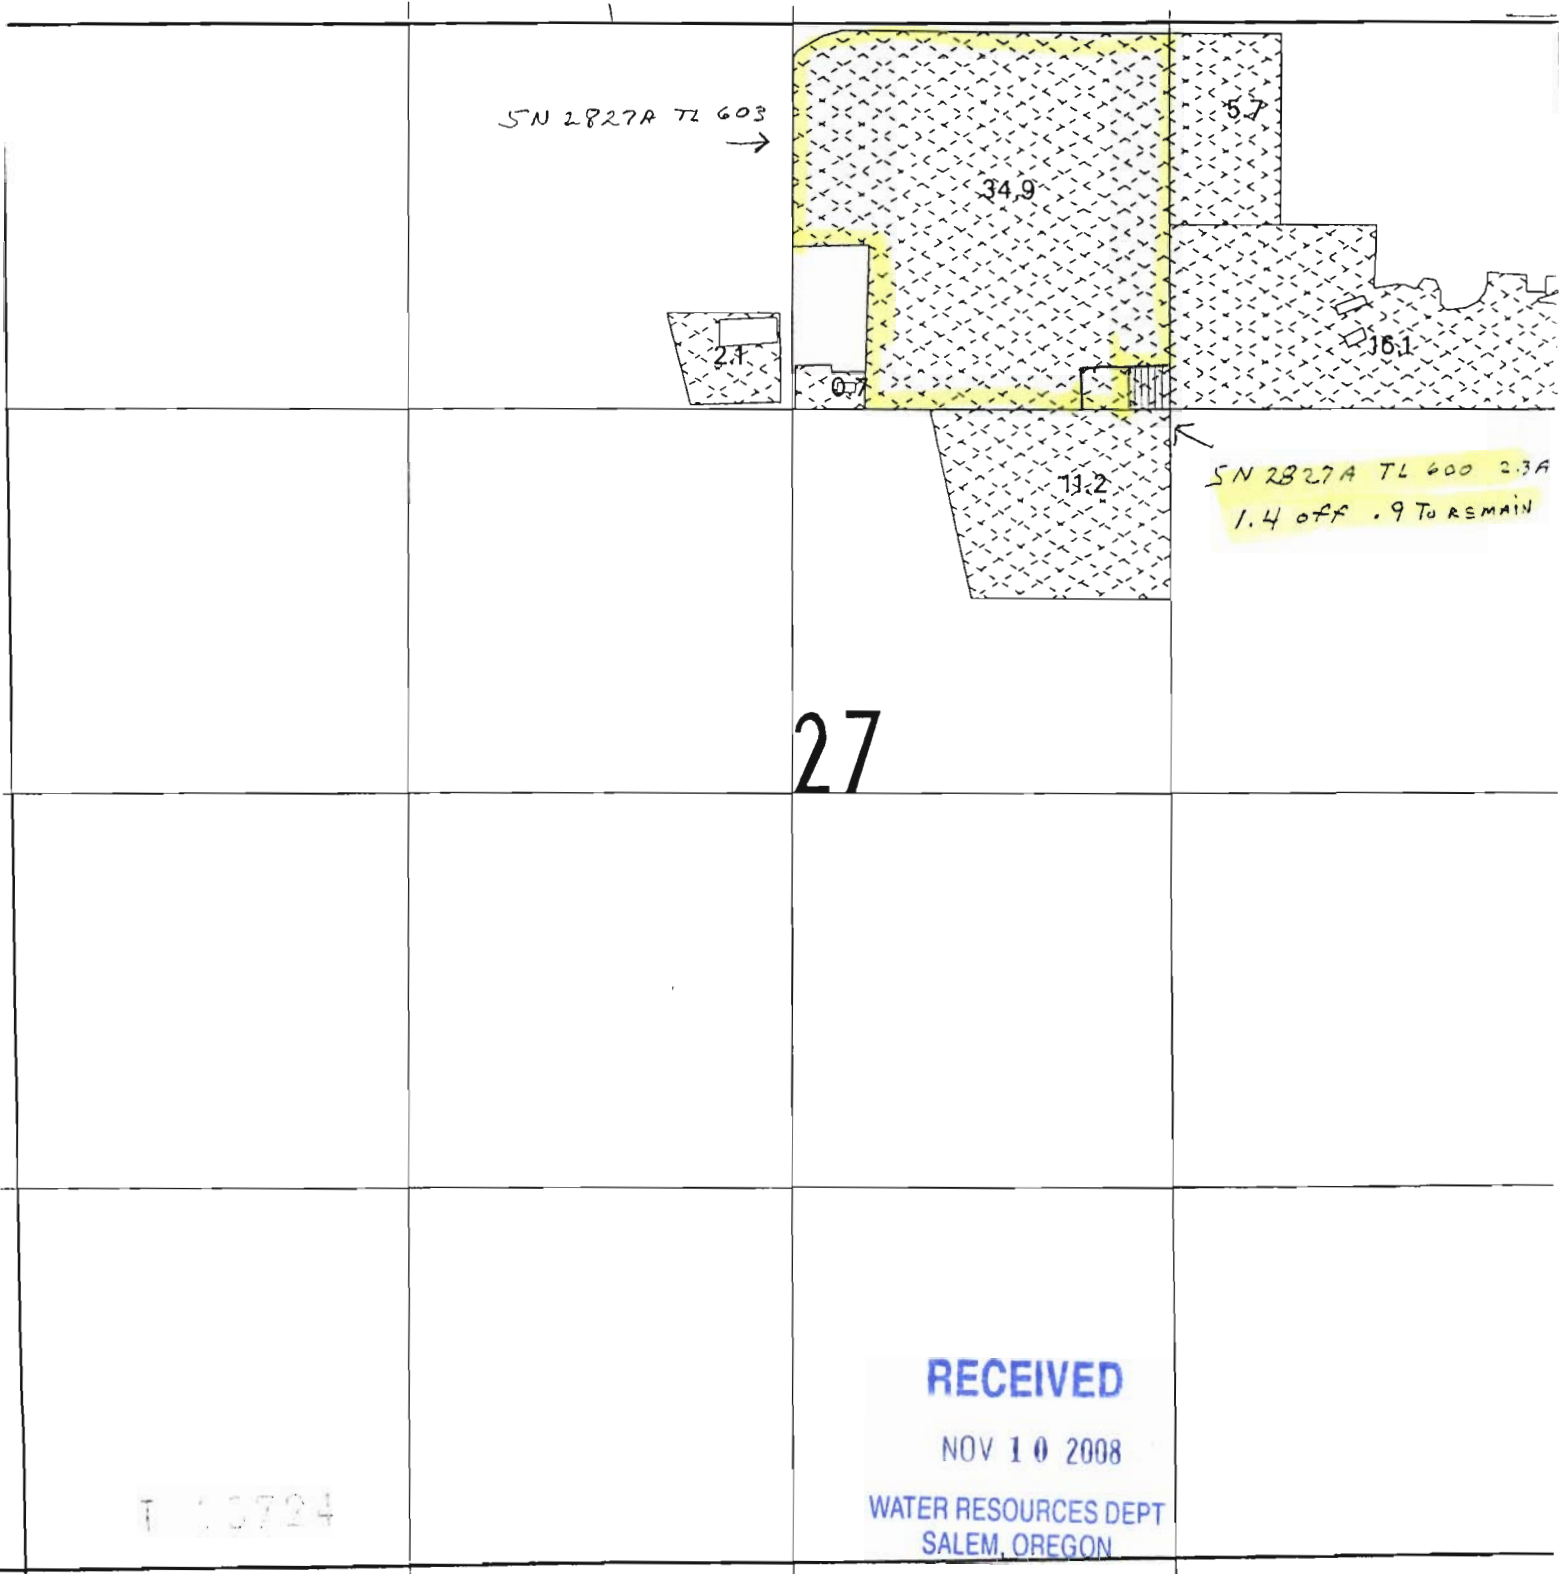 5N 2827A TL 603
5.7
34.9
2.1
0.7
16.1
11.2
5N 2827A TL 600 2.3A
1.4 off .9 To REMAIN
27
RECEIVED
NOV 10 2008
WATER RESOURCES DEPT
SALEM, OREGON